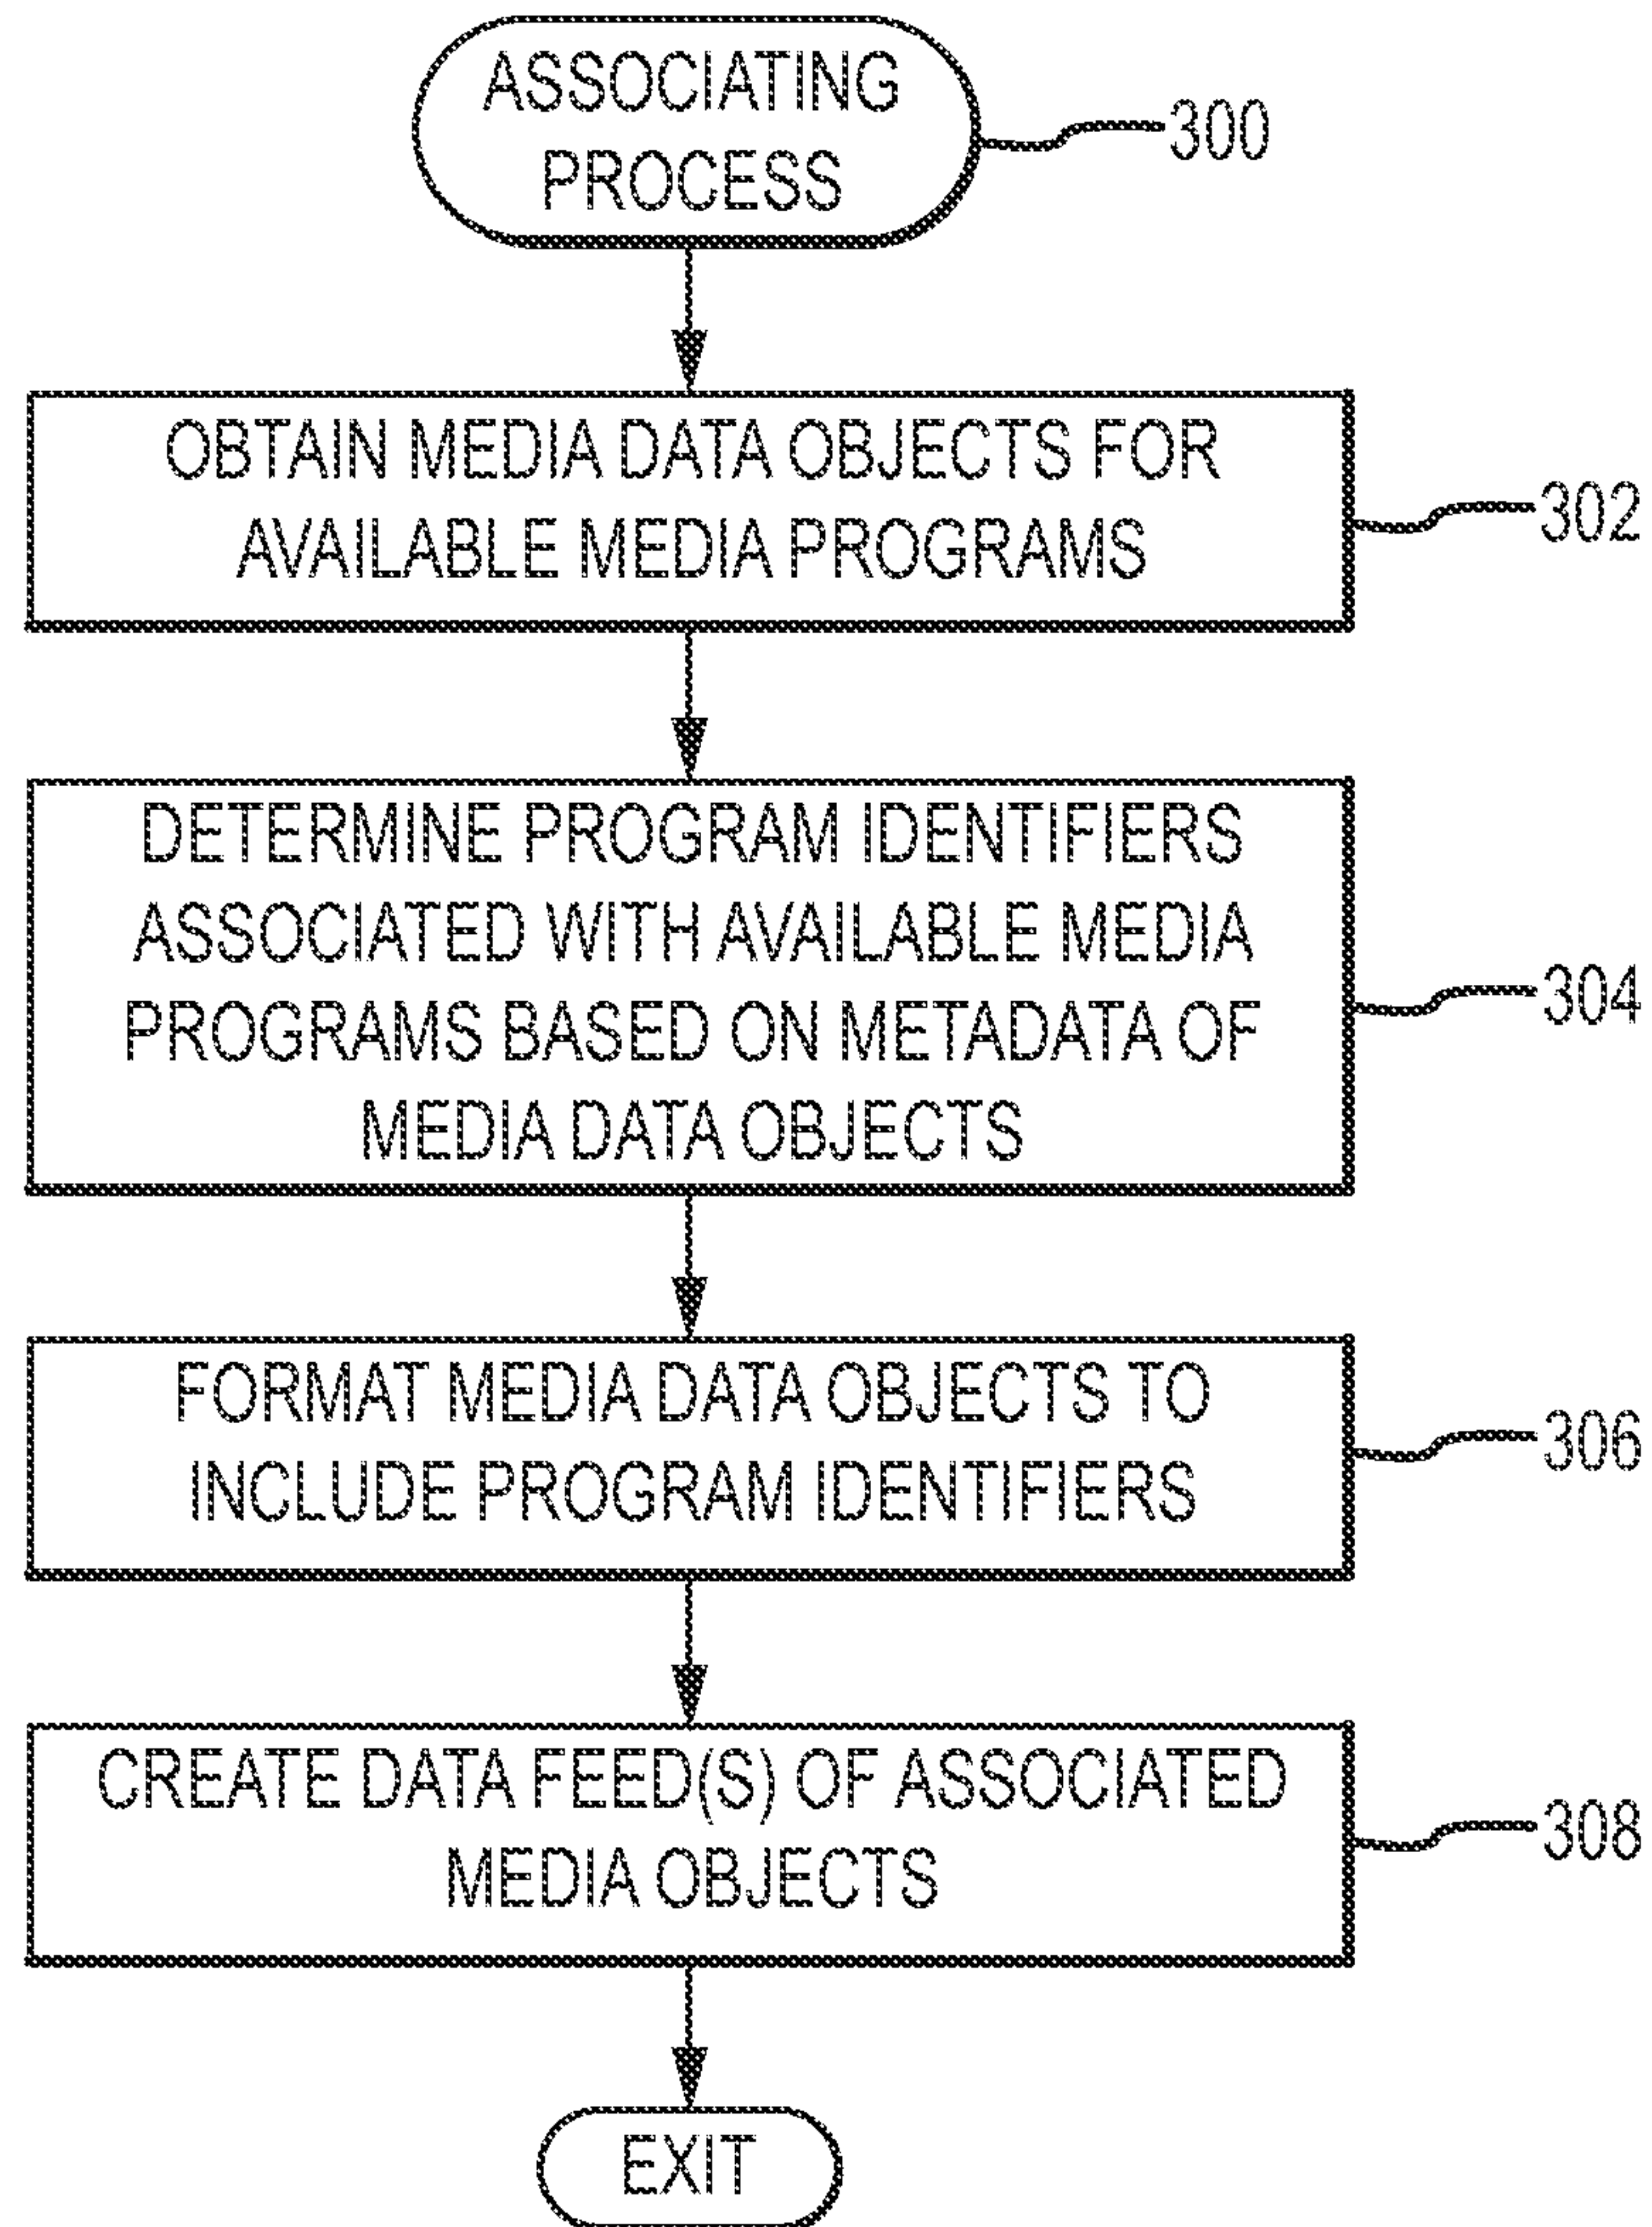 ASSOCIATING
PROCESS
300
OBTAIN MEDIA DATA OBJECTS FOR
AVAILABLE MEDIA PROGRAMS
302
DETERMINE PROGRAM IDENTIFIERS
ASSOCIATED WITH AVAILABLE MEDIA
PROGRAMS BASED ON METADATA OF
MEDIA DATA OBJECTS
304
FORMAT MEDIA DATA OBJECTS TO
INCLUDE PROGRAM IDENTIFIERS
306
CREATE DATA FEED(S) OF ASSOCIATED
MEDIA OBJECTS
308
EXIT